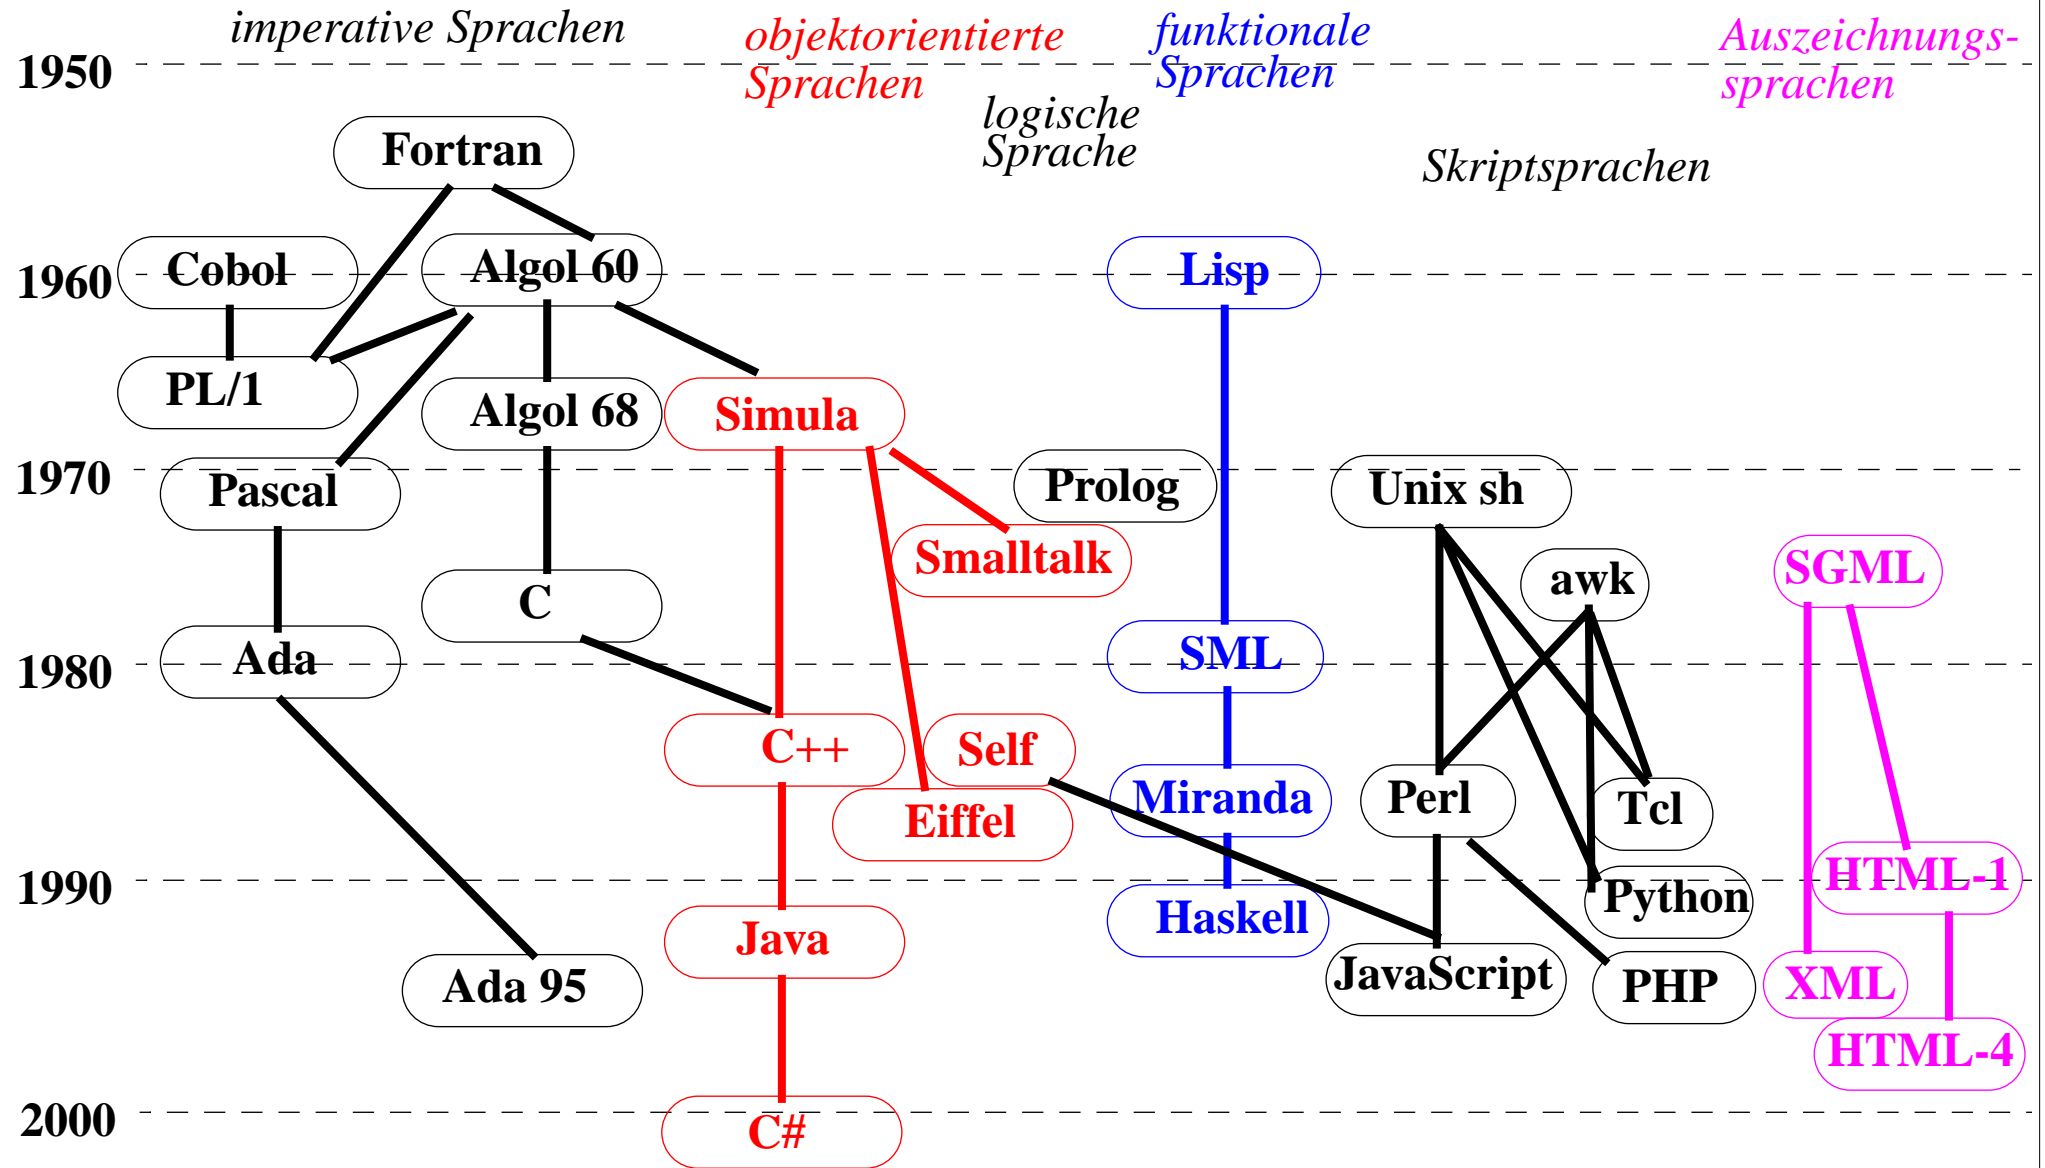 imperative Sprachen
objektorientierte
Sprachen
funktionale
Sprachen
Auszeichnungs-
sprachen
1950
logische
Sprache
Skriptsprachen
Fortran
Cobol
Algol 60
Lisp
1960
PL/1
Algol 68
Simula
1970
Pascal
Prolog
Unix sh
Smalltalk
awk
SGML
C
Ada
SML
1980
C++
Self
Miranda
Perl
Tcl
Eiffel
1990
HTML-1
Python
Haskell
Java
JavaScript
Ada 95
PHP
XML
HTML-4
2000
C#